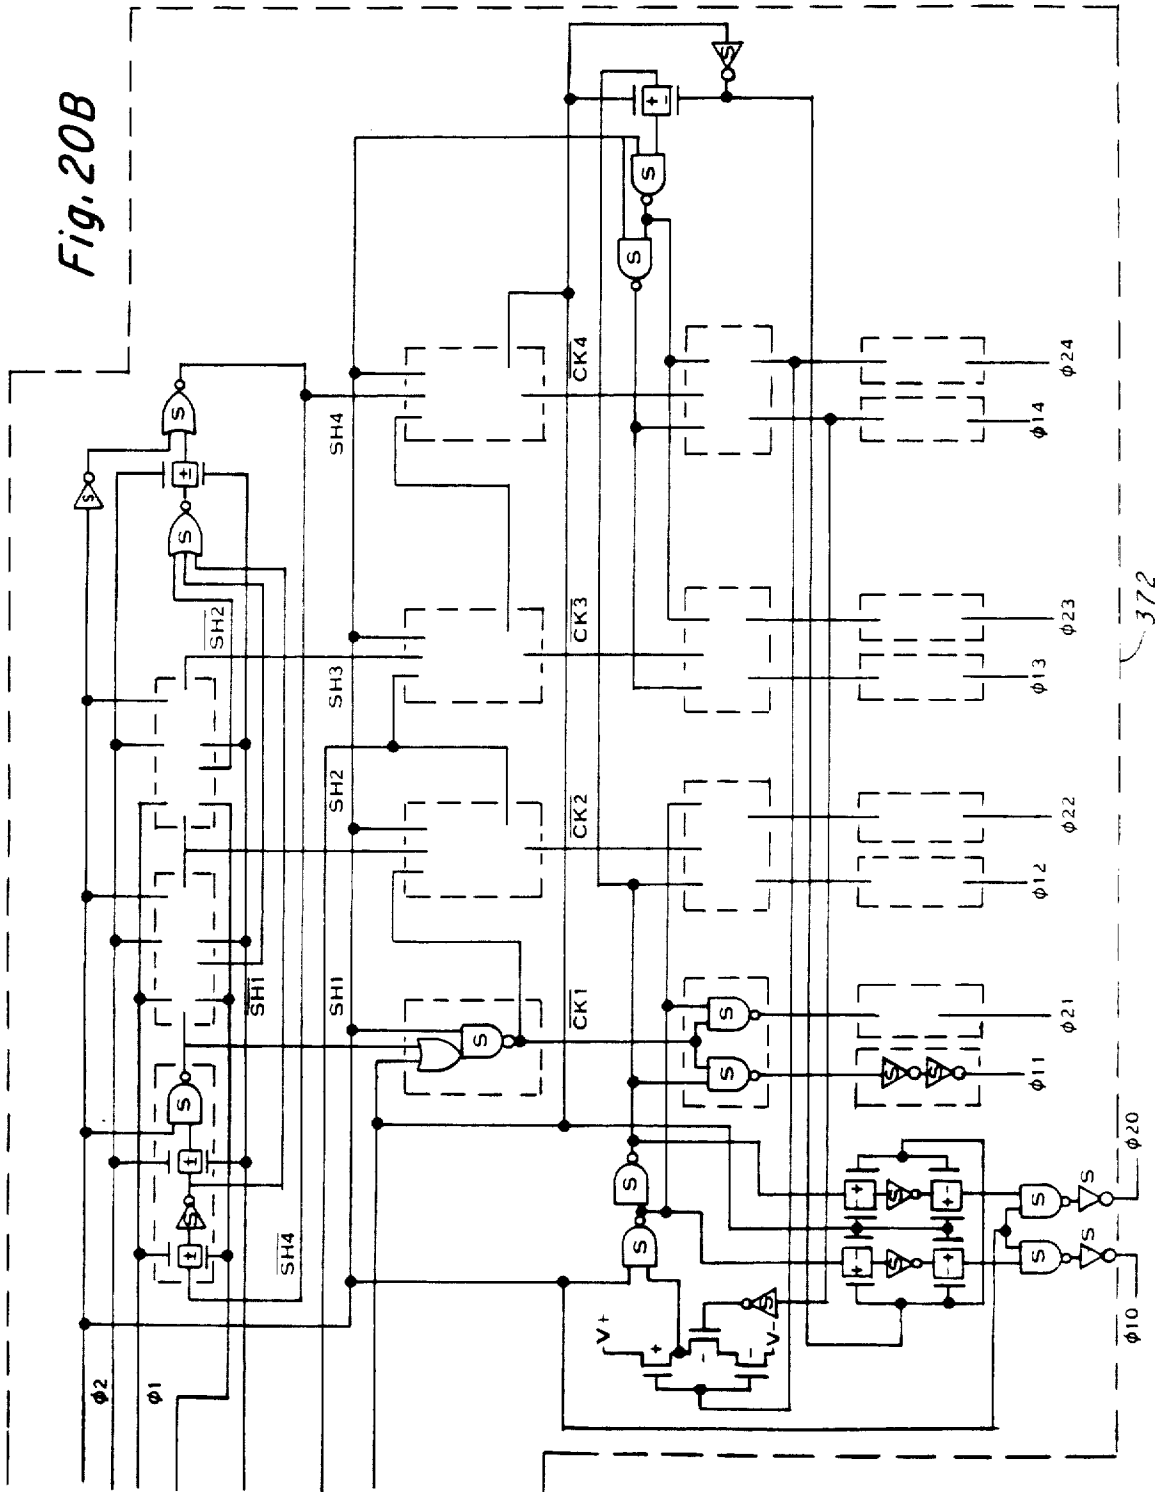 Fig. 20B
S
S
±
S
φ2
φ1
S
±
S
±
SH4
SH1
SH2
SH1
SH2
SH3
SH4
S
CK1
CK2
CK3
CK4
S
±
S
S
S
S
S
S
V+
+
-
-
V-
S
S
S
+
S
-
+
S
-
S
S
S
S
φ10
φ20
φ11
φ21
φ12
φ22
φ13
φ23
φ14
φ24
372